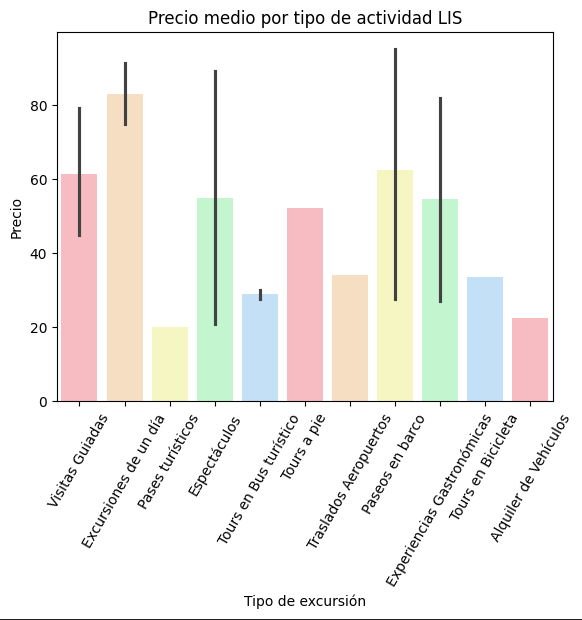 Precio medio por tipo de actividad LIS
Precio
80
60
40
20
0
Visitas Guiadas
Excursiones de un día
Pases turísticos
Espectáculos
Tours en Bus turístico
Tours a pie
Traslados Aeropuertos
Paseos en barco
Experiencias Gastronómicas
Tours en Bicicleta
Alquiler de Vehículos
Tipo de excursión